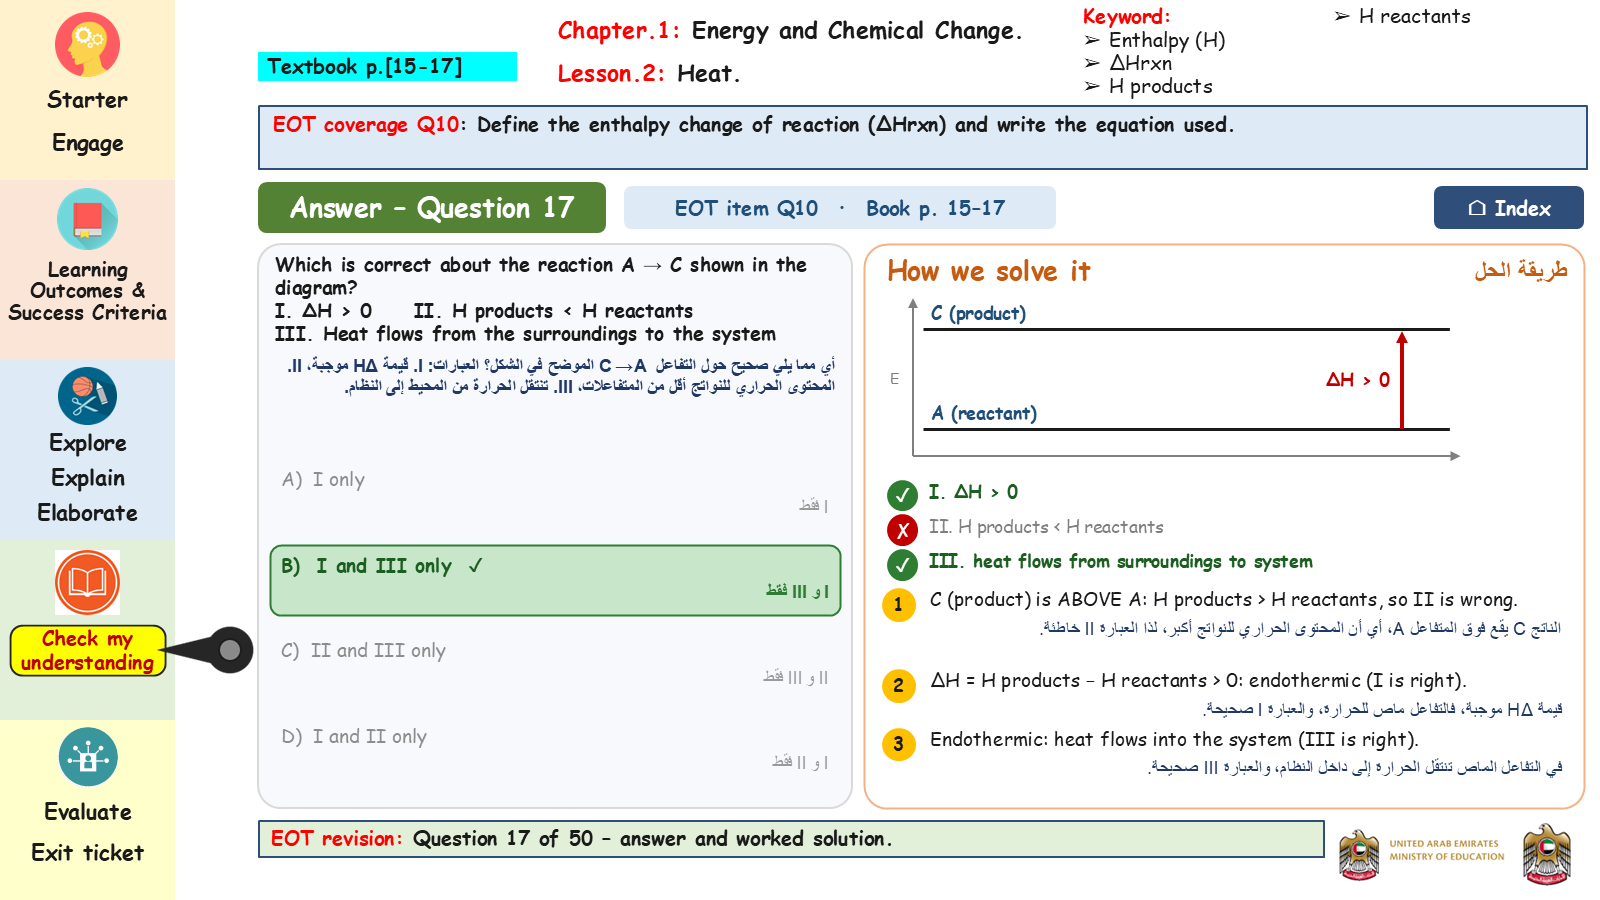 Starter
Engage
Learning
Outcomes &
Success Criteria
Explore
Explain
Elaborate
Check my
understanding
Evaluate
Exit ticket
Textbook p.[15-17]
Chapter.1: Energy and Chemical Change.
Lesson.2: Heat.
Keyword:
➢ Enthalpy (H)
➢ ΔHrxn
➢ H products
➢ H reactants
EOT coverage Q10: Define the enthalpy change of reaction (ΔHrxn) and write the equation used.
Answer – Question 17
EOT item Q10 · Book p. 15–17
⌂ Index
Which is correct about the reaction A → C shown in the
diagram?
I. ΔH > 0 II. H products < H reactants
III. Heat flows from the surroundings to the system
أي مما يلي صحيح حول التفاعل C →A الموضح في الشكل؟ العبارات: I. قيمة ΔH موجبة، II.
المحتوى الحراري للنواتج أقل من المتفاعلات، III. تنتقل الحرارة من المحيط إلى النظام.
A) I only
I فقط
B) I and III only ✓
I و III فقط
C) II and III only
II و III فقط
D) I and II only
I و II فقط
How we solve it
طريقة الحل
C (product)
E
ΔH > 0
A (reactant)
✓ I. ΔH > 0
✗ II. H products < H reactants
✓ III. heat flows from surroundings to system
1 C (product) is ABOVE A: H products > H reactants, so II is wrong.
الناتج C يقع فوق المتفاعل A، أي أن المحتوى الحراري للنواتج أكبر، لذا العبارة II خاطئة.
2 ΔH = H products – H reactants > 0: endothermic (I is right).
قيمة ΔH موجبة، فالتفاعل ماص للحرارة، والعبارة I صحيحة.
3 Endothermic: heat flows into the system (III is right).
في التفاعل الماص تنتقل الحرارة إلى داخل النظام، والعبارة III صحيحة.
EOT revision: Question 17 of 50 – answer and worked solution.
UNITED ARAB EMIRATES
MINISTRY OF EDUCATION